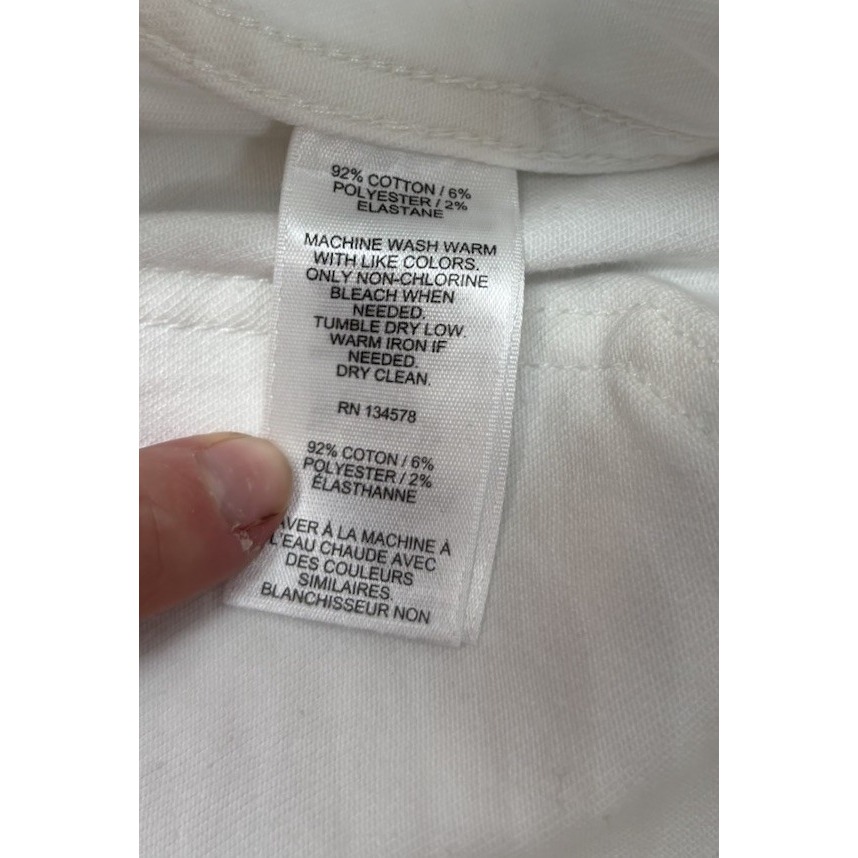 92% COTTON / 6%
POLYESTER / 2%
ELASTANE
MACHINE WASH WARM
WITH LIKE COLORS.
ONLY NON-CHLORINE
BLEACH WHEN
NEEDED.
TUMBLE DRY LOW.
WARM IRON IF
NEEDED.
DRY CLEAN.
RN 134578
92% COTON / 6%
POLYESTER / 2%
ÉLASTHANNE
AVER À LA MACHINE À
L'EAU CHAUDE AVEC
DES COULEURS
SIMILAIRES.
BLANCHISSEUR NON